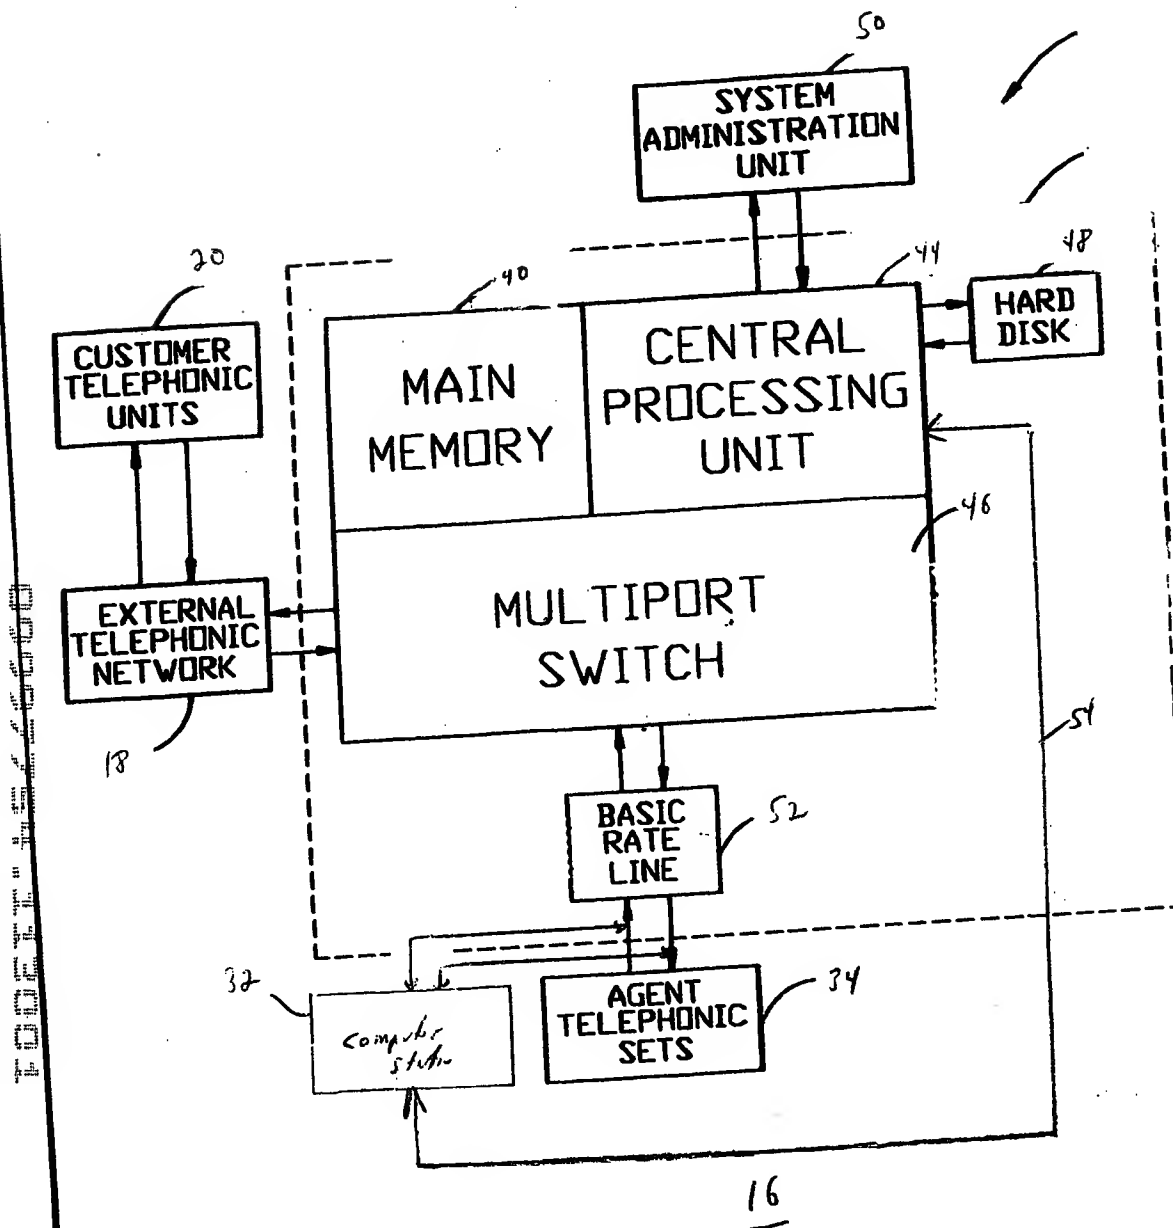 50
SYSTEM
ADMINISTRATION
UNIT
20
40
44
48
CUSTOMER
TELEPHONIC
UNITS
MAIN
MEMORY
CENTRAL
PROCESSING
UNIT
HARD
DISK
46
EXTERNAL
TELEPHONIC
NETWORK
MULTIPORT
SWITCH
18
54
BASIC
RATE
LINE
52
32
computer
station
AGENT
TELEPHONIC
SETS
34
16